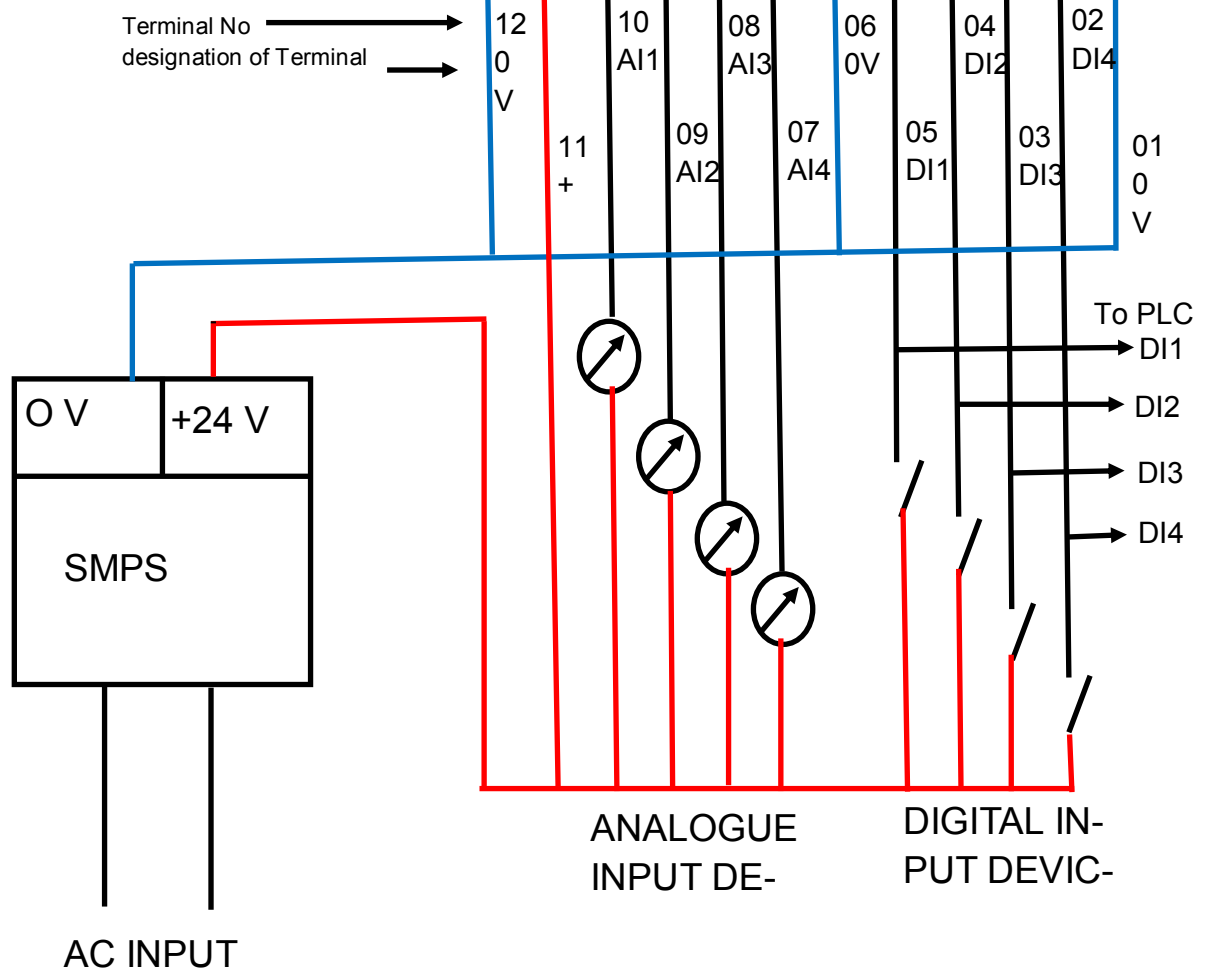 Terminal No
designation of Terminal
12
0
V
11
+
10
AI1
09
AI2
08
AI3
07
AI4
06
0V
05
DI1
04
DI2
03
DI3
02
DI4
01
0
V
To PLC
DI1
DI2
DI3
DI4
O V
+24 V
SMPS
ANALOGUE
INPUT DE-
DIGITAL IN-
PUT DEVIC-
AC INPUT